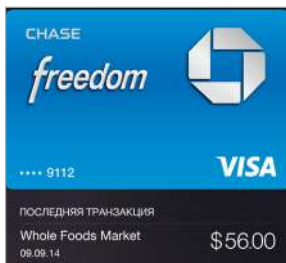 CHASE
freedom
•••• 9112
VISA
ПОСЛЕДНЯЯ ТРАНЗАКЦИЯ
Whole Foods Market
$56.00
09.09.14